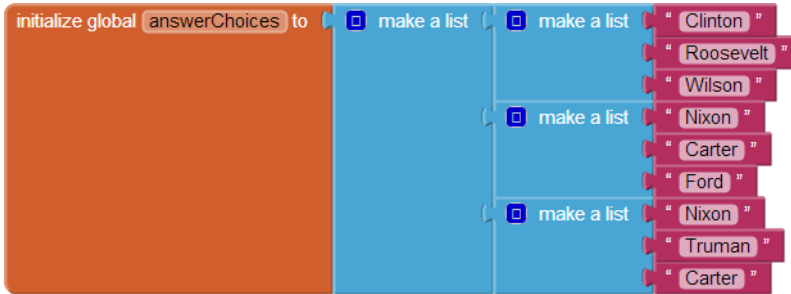 initialize global answerChoices to make a list make a list " Clinton "
" Roosevelt "
" Wilson "
make a list " Nixon "
" Carter "
" Ford "
make a list " Nixon "
" Truman "
" Carter "